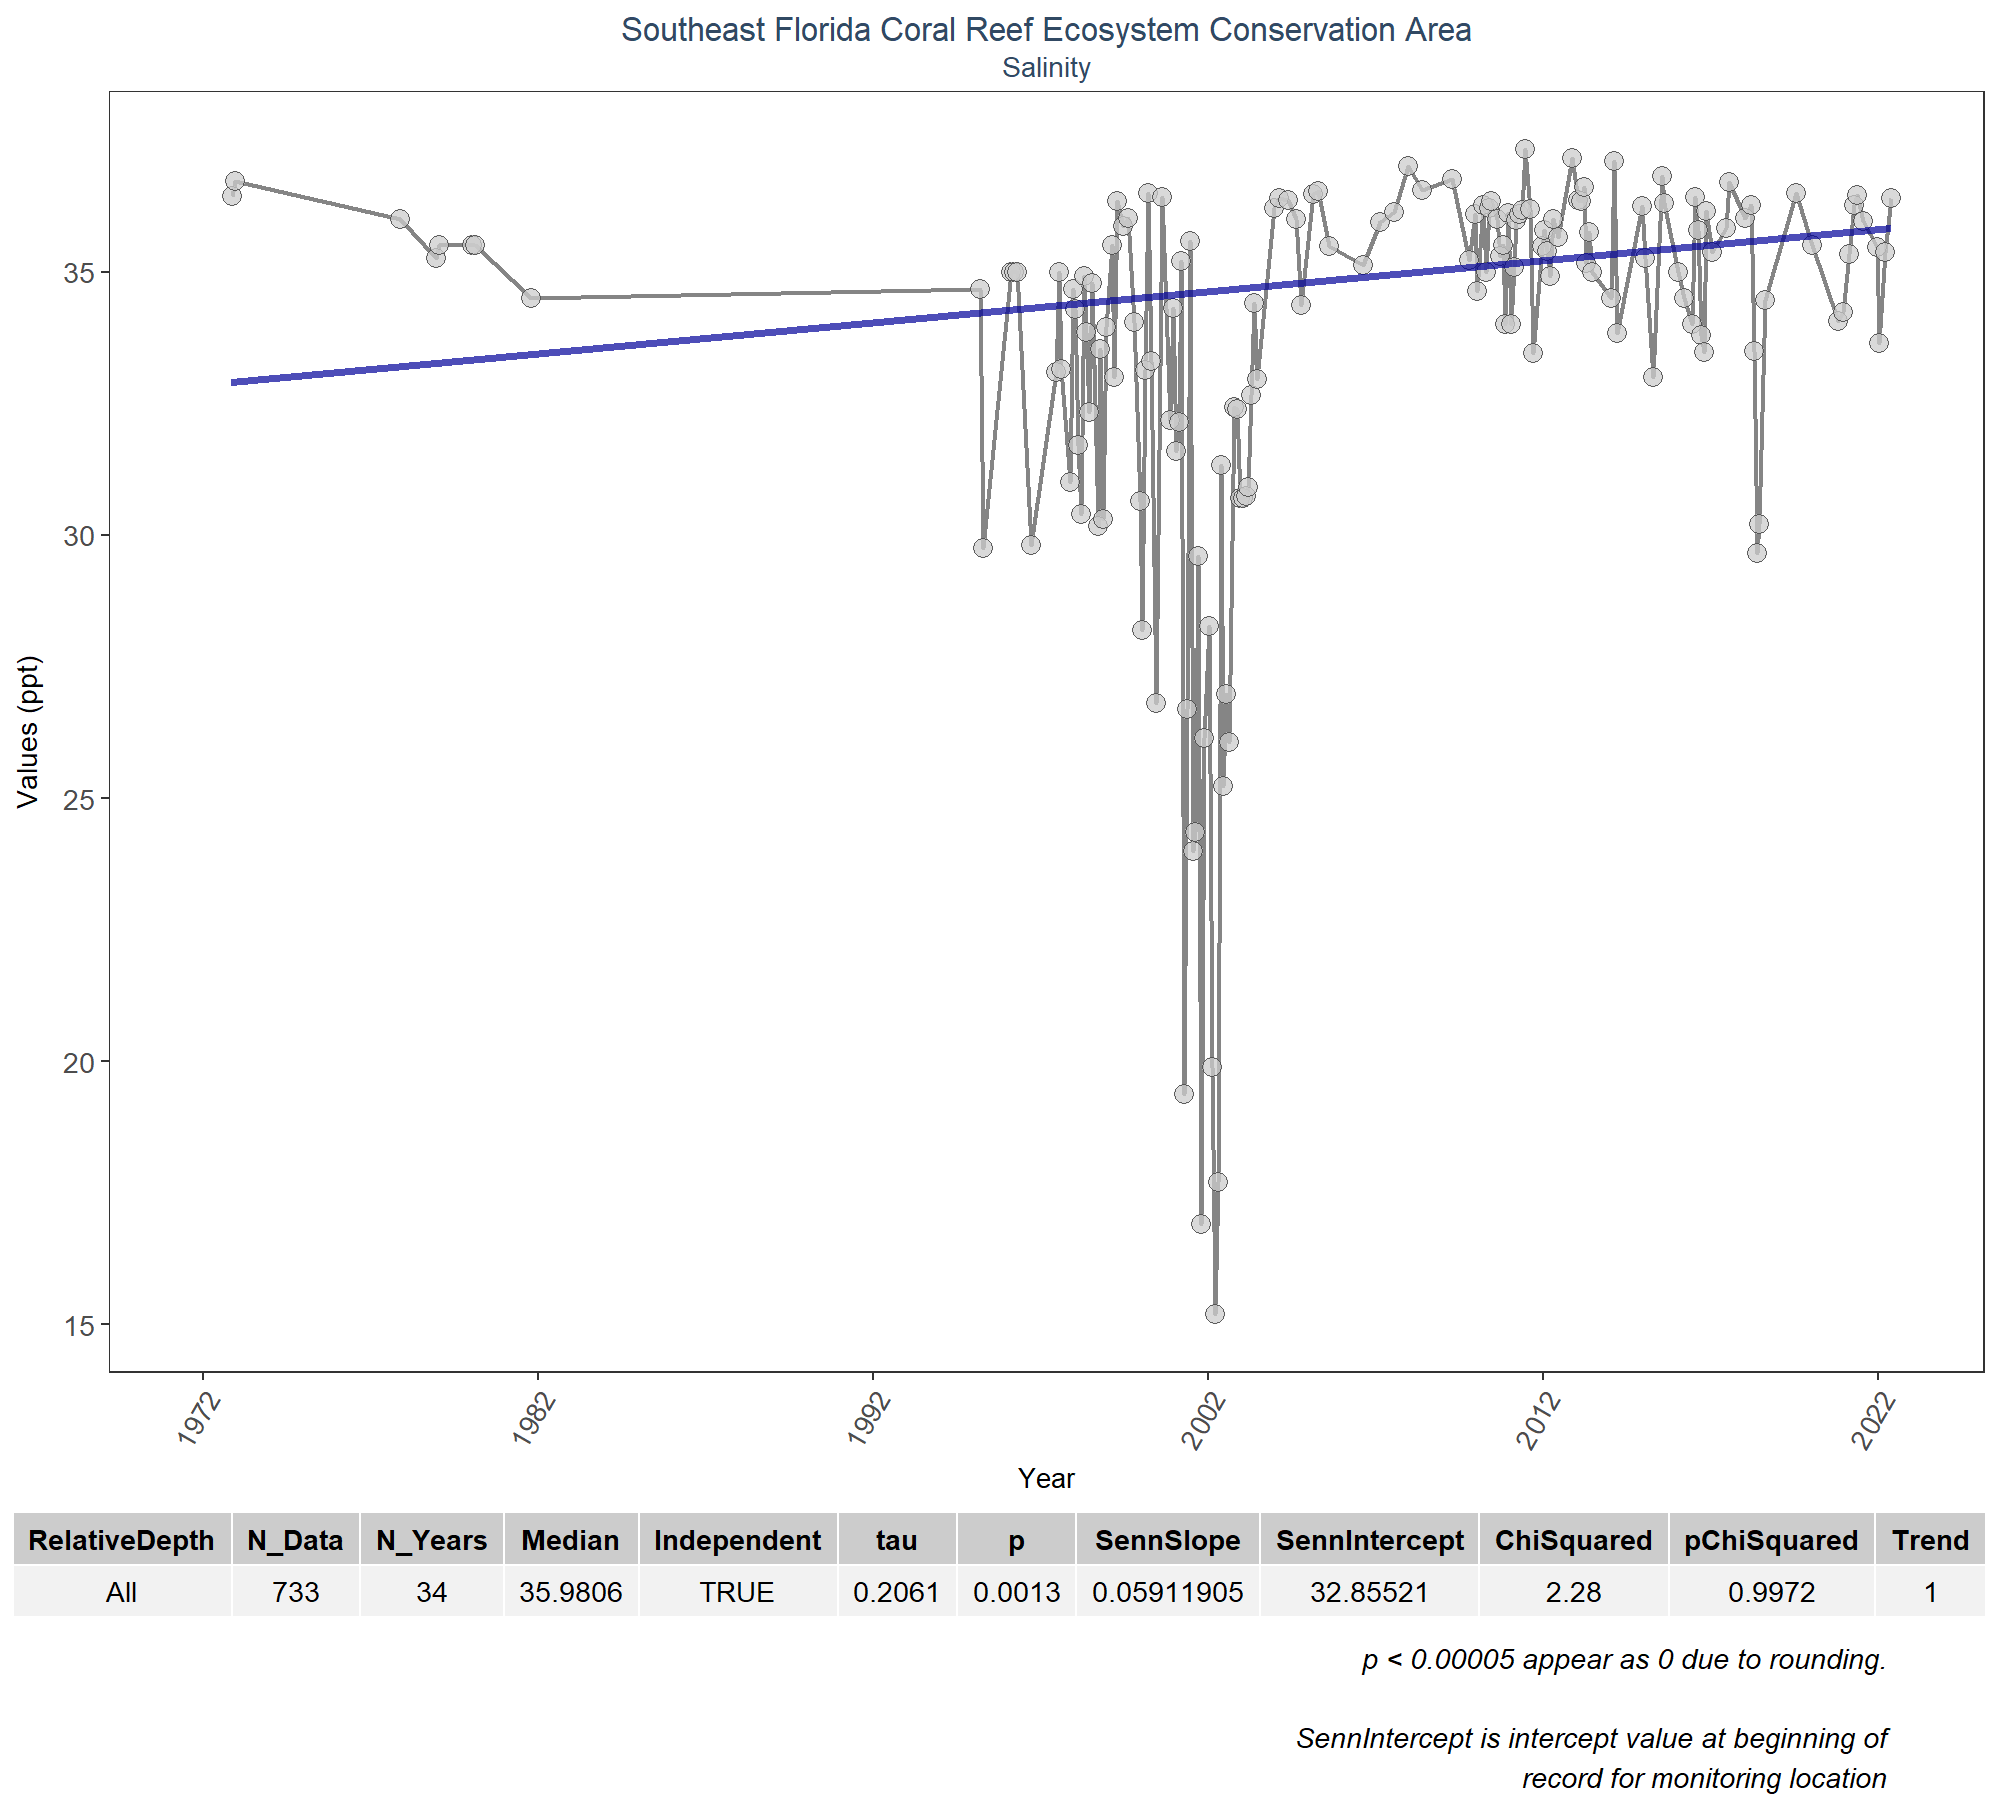 Southeast Florida Coral Reef Ecosystem Conservation Area
Salinity
Values (ppt)
35
30
25
20
15
1972 1982 1992 2002 2012 2022
Year
RelativeDepth N_Data N_Years Median Independent tau p SennSlope SennIntercept ChiSquared pChiSquared Trend
All 733 34 35.9806 TRUE 0.2061 0.0013 0.05911905 32.85521 2.28 0.9972 1
p < 0.00005 appear as 0 due to rounding.
SennIntercept is intercept value at beginning of
record for monitoring location